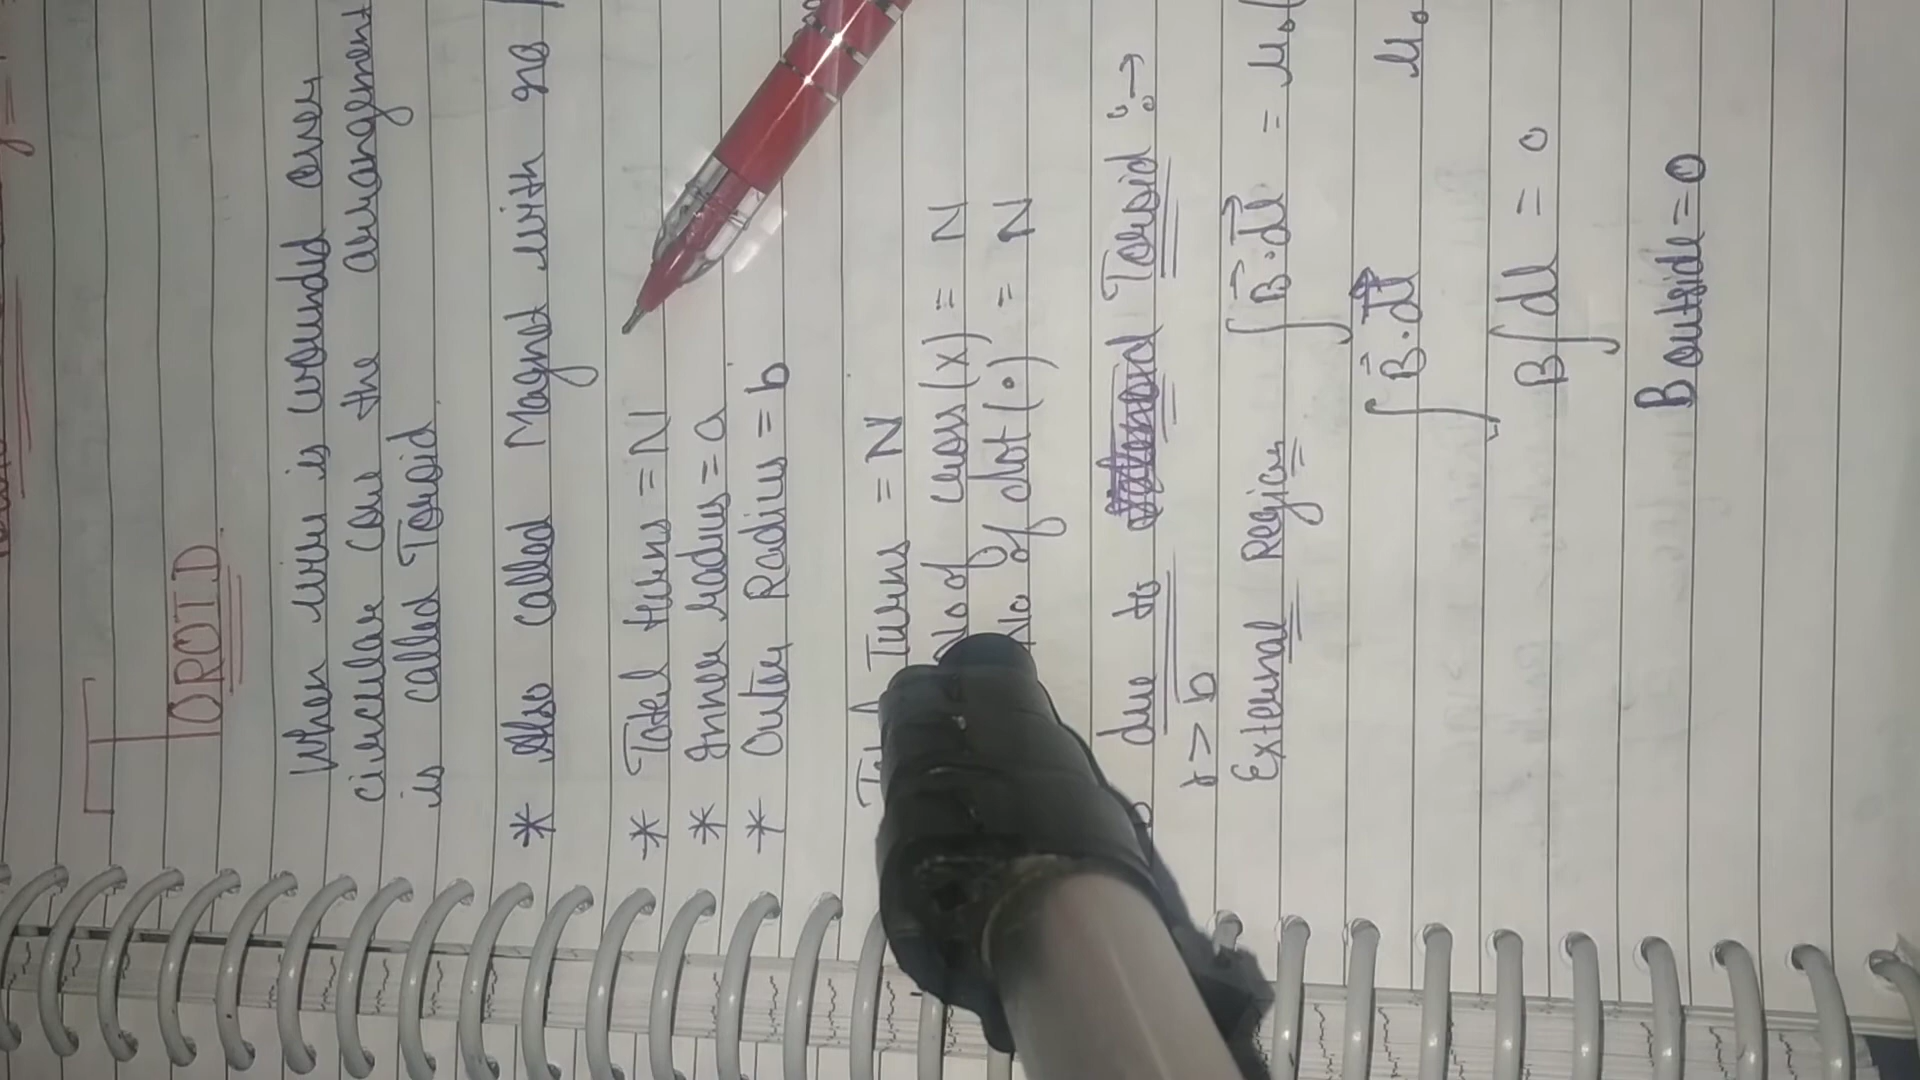 TOROID
When wire is wounded over
circular core the arrangement
is called Toroid.
* Also called Magnet with no
* Total turns = N
* Inner radius = a
* Outer Radius = b
Turns = N
No of cross (x) = N
No of dot (•) = N
due to Toroid :→
r > b
External Region
∫ B⃗·dl⃗ = μ₀(
∫ B⃗·dl⃗ μ₀
B∫dl = 0
B outside = 0